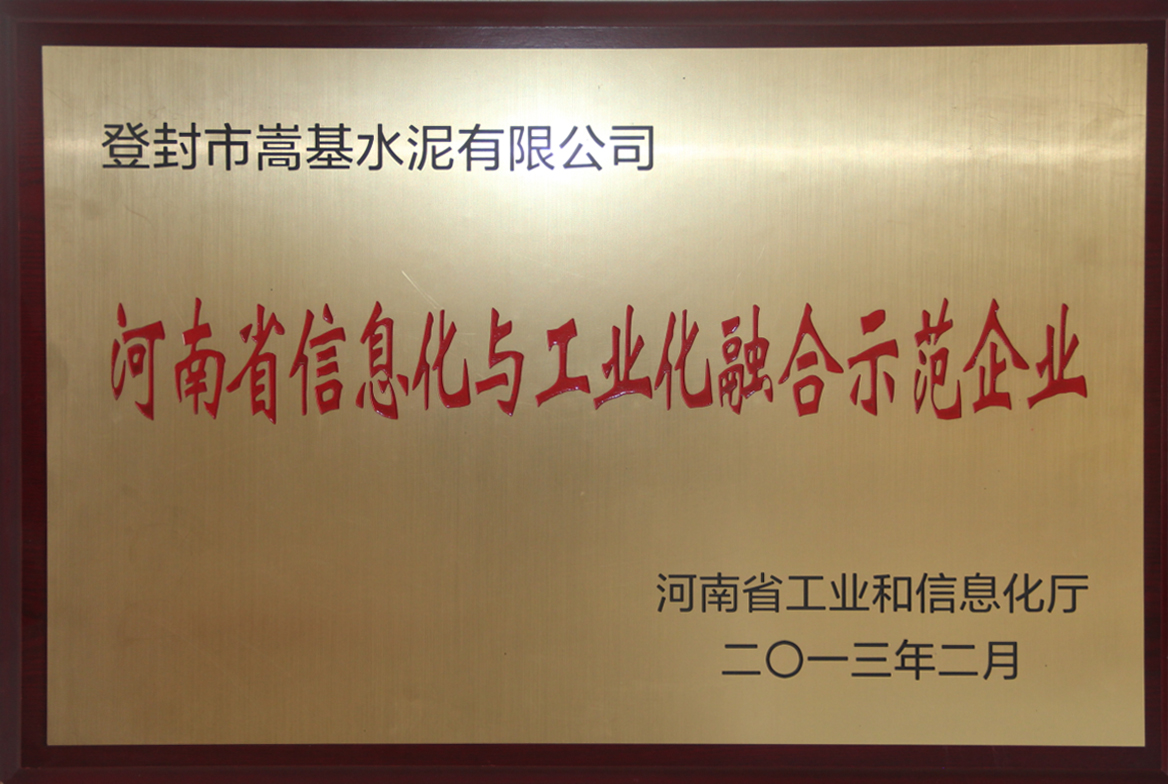 登封市嵩基水泥有限公司
河南省信息化与工业化融合示范企业
河南省工业和信息化厅
二〇一三年二月